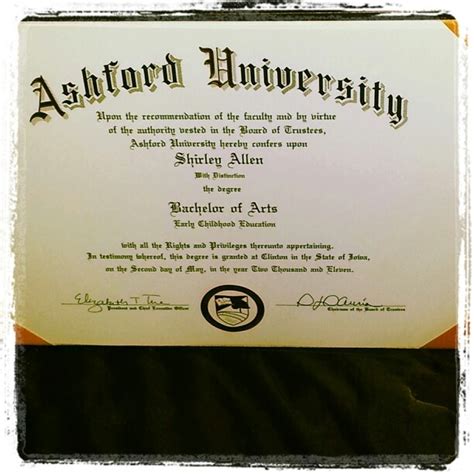 Ashford University
Upon the recommendation of the faculty and by virtue
of the authority vested in the Board of Trustees,
Ashford University hereby confers upon
Shirley Allen
With Distinction
the degree
Bachelor of Arts
Early Childhood Education
with all the Rights and Privileges thereunto appertaining.
In testimony whereof, this degree is granted at Clinton in the State of Iowa,
on the Second day of May, in the year Two Thousand and Eleven.
President and Chief Executive Officer
Chairman of the Board of Trustees